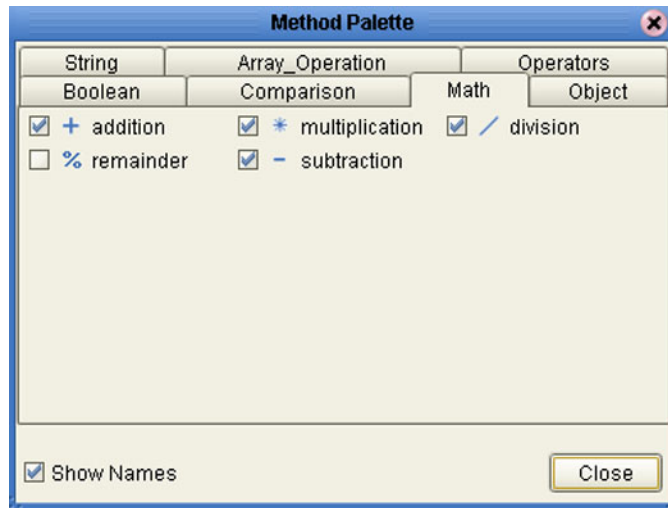 Method Palette
String Array_Operation Operators
Boolean Comparison Math Object
+ addition * multiplication / division
% remainder - subtraction
Show Names Close